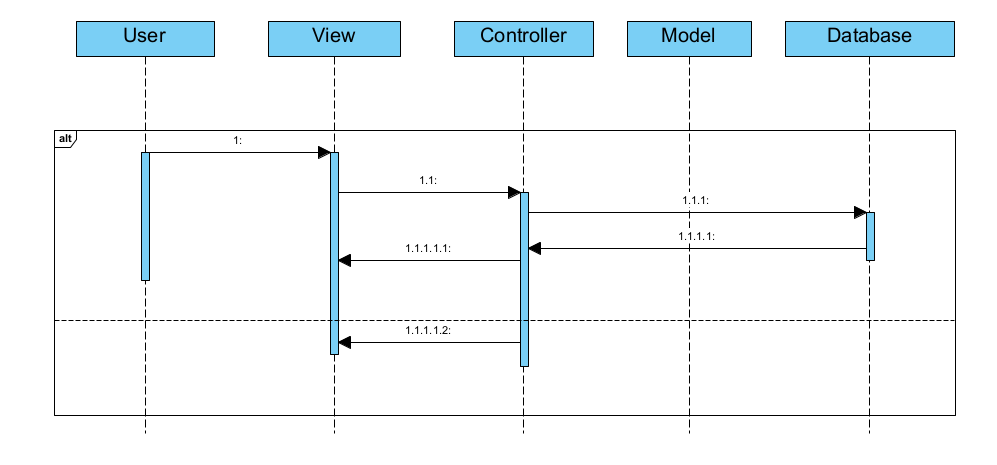 User
View
Controller
Model
Database
alt
1:
1.1:
1.1.1:
1.1.1.1:
1.1.1.1.1:
1.1.1.1.2: